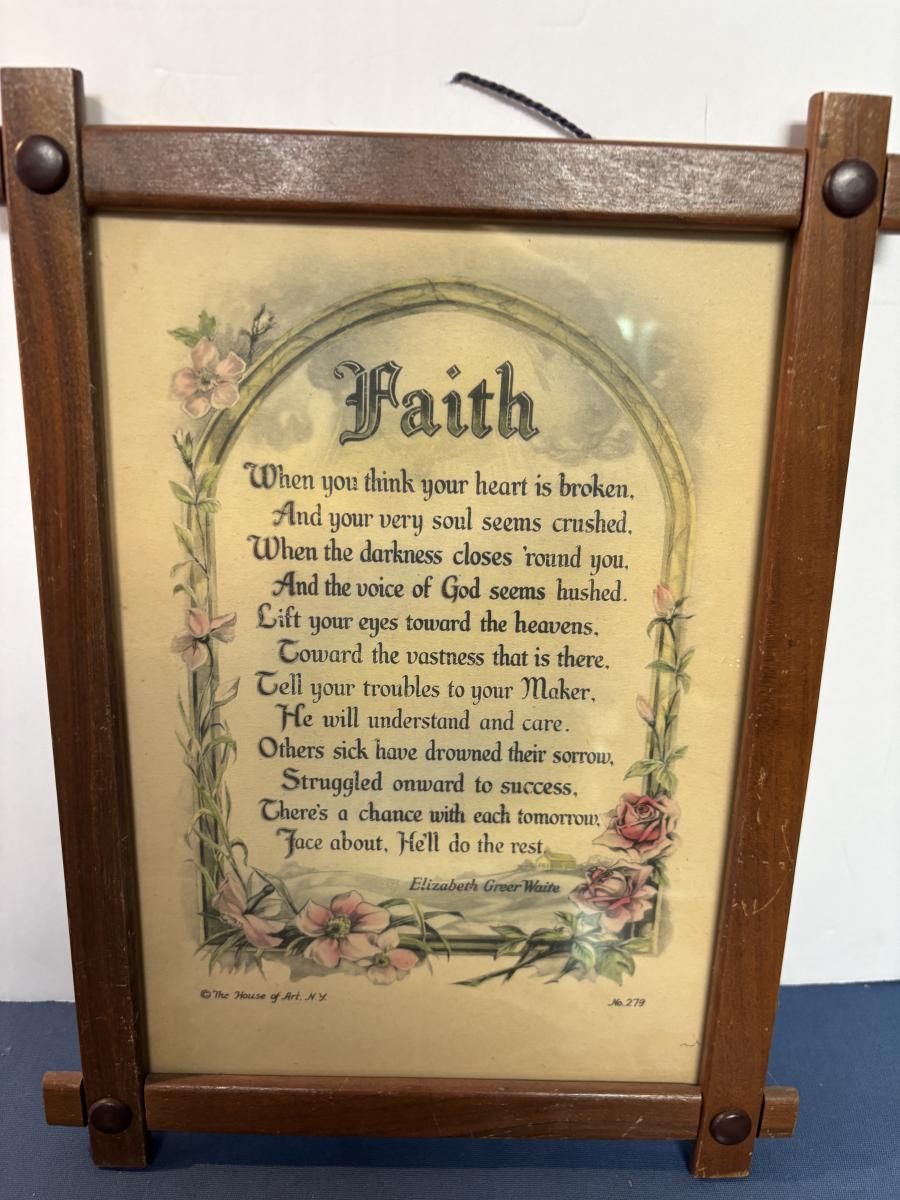 Faith
When you think your heart is broken,
And your very soul seems crushed,
When the darkness closes 'round you,
And the voice of God seems hushed.
Lift your eyes toward the heavens,
Toward the vastness that is there,
Tell your troubles to your Maker,
He will understand and care.
Others sick have drowned their sorrow,
Struggled onward to success,
There's a chance with each tomorrow,
Face about, He'll do the rest.
Elizabeth Greer Waite
© The House of Art. N.Y.
No. 279